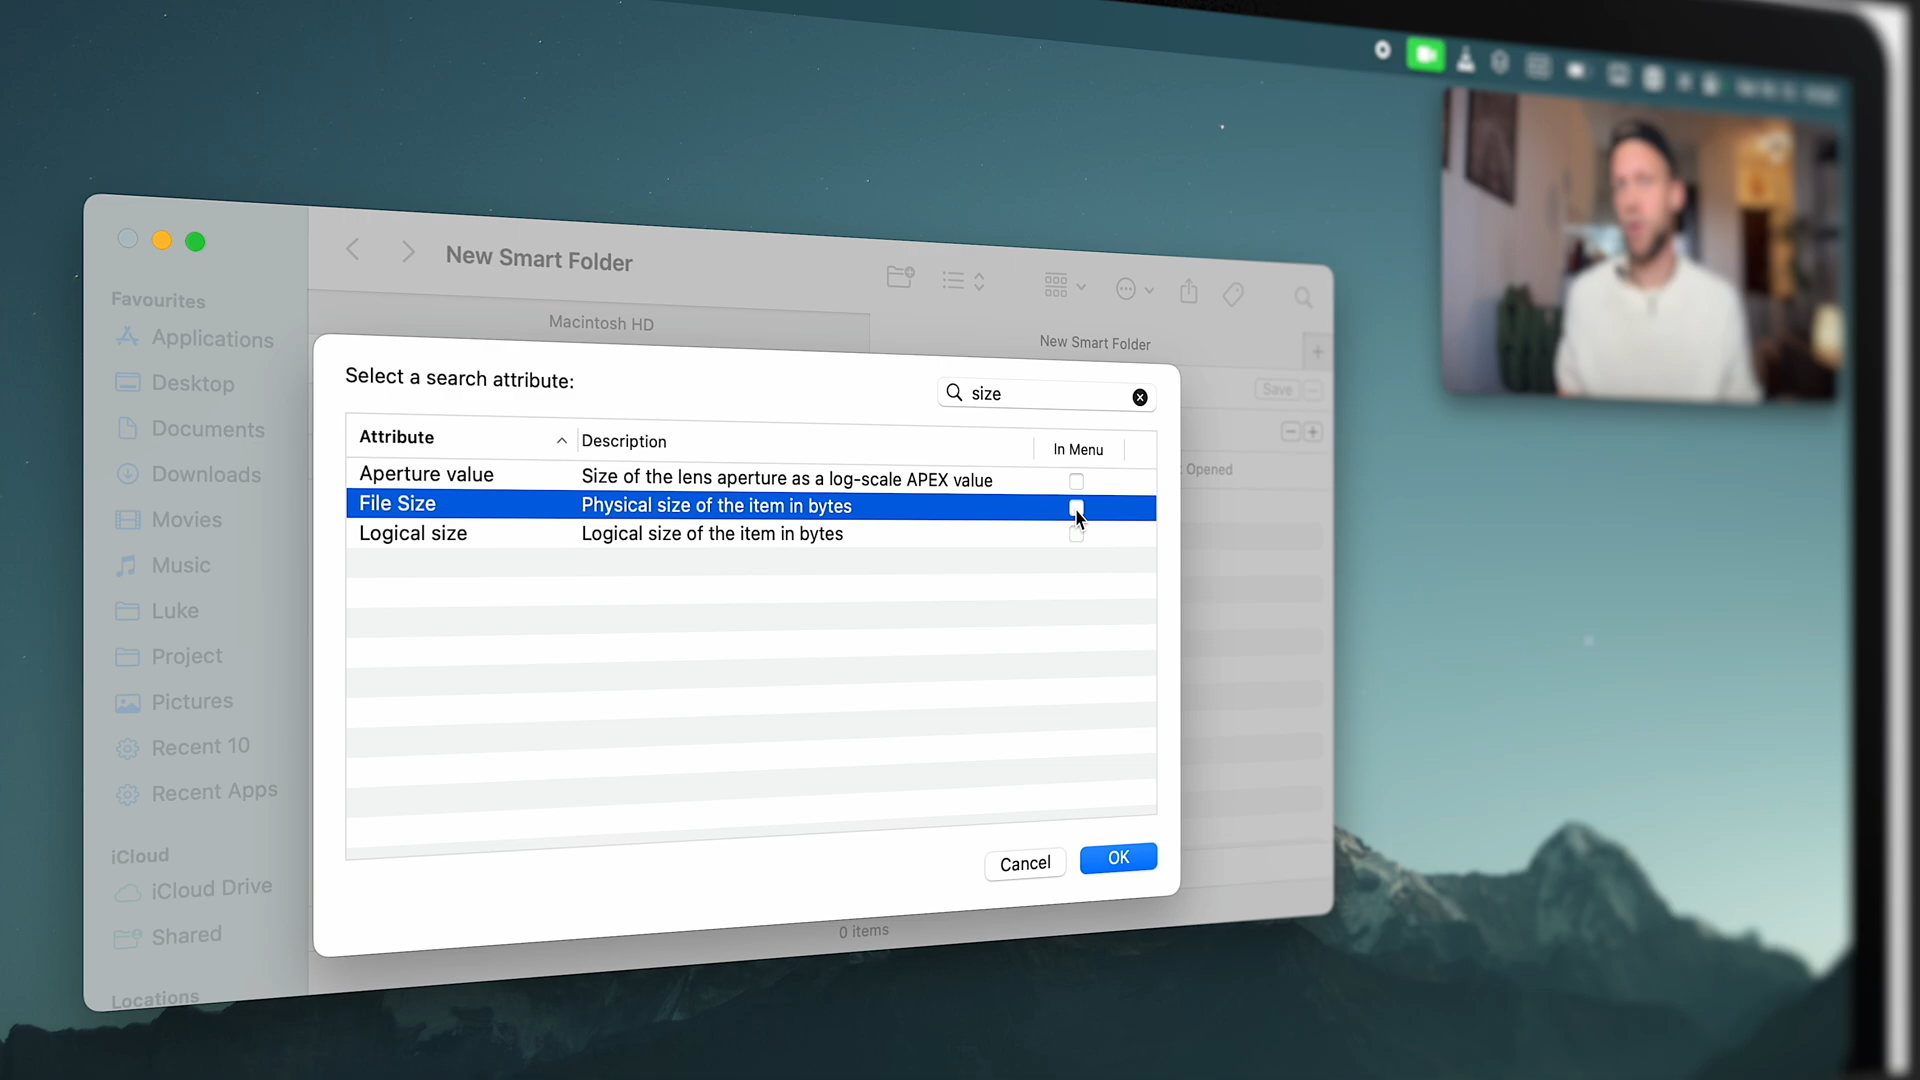 New Smart Folder
Macintosh HD
New Smart Folder
Save
Opened
Favourites
Applications
Desktop
Documents
Downloads
Movies
Music
Luke
Project
Pictures
Recent 10
Recent Apps
iCloud
iCloud Drive
Shared
Locations
Select a search attribute:
size
Attribute Description In Menu
Aperture value Size of the lens aperture as a log-scale APEX value
File Size Physical size of the item in bytes
Logical size Logical size of the item in bytes
Cancel OK
0 items